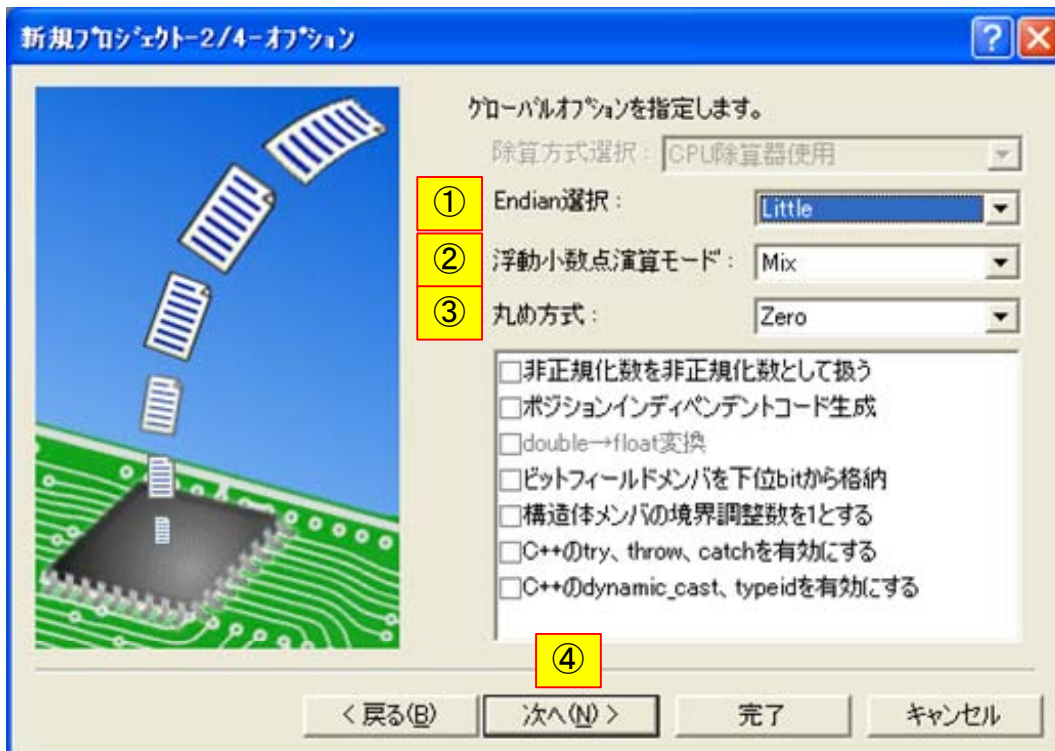 新規プロジェクト-2/4-オプション
グローバルオプションを指定します。
除算方式選択： CPU除算器使用
① Endian選択： Little
② 浮動小数点演算モード： Mix
③ 丸め方式： Zero
非正規化数を非正規化数として扱う
ポジションインディペンデントコード生成
double→float変換
ビットフィールドメンバを下位bitから格納
構造体メンバの境界調整数を1とする
C++のtry、throw、catchを有効にする
C++のdynamic_cast、typeidを有効にする
④
< 戻る(B) 次へ(N) > 完了 キャンセル